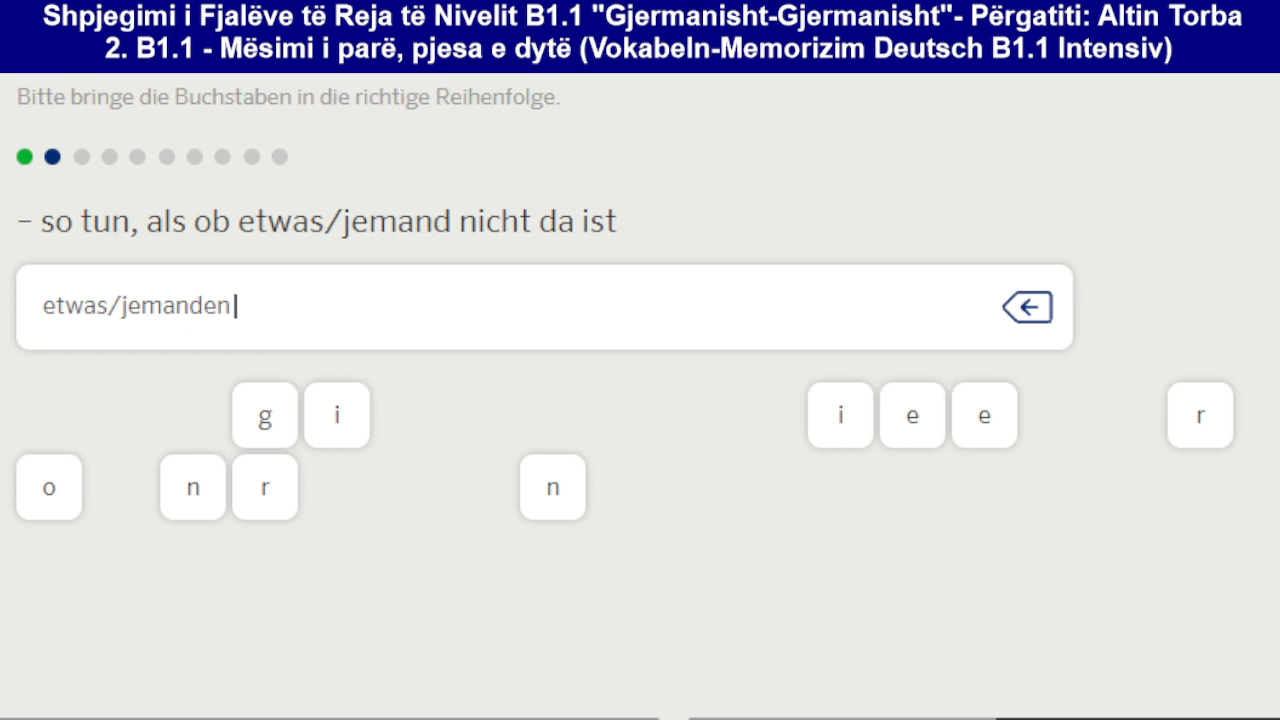 Shpjegimi i Fjalëve të Reja të Nivelit B1.1 "Gjermanisht-Gjermanisht"- Përgatiti: Altin Torba
2. B1.1 - Mësimi i parë, pjesa e dytë (Vokabeln-Memorizim Deutsch B1.1 Intensiv)
Bitte bringe die Buchstaben in die richtige Reihenfolge.
– so tun, als ob etwas/jemand nicht da ist
etwas/jemanden
g i i e e r
o n r n